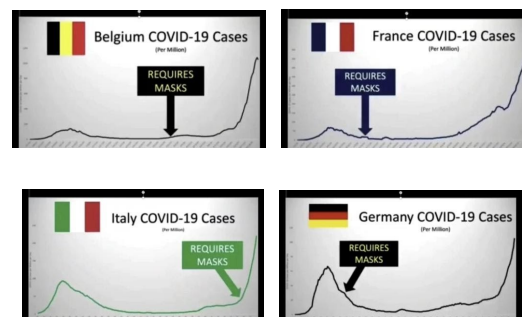 Belgium COVID-19 Cases
(Per Million)
REQUIRES
MASKS
France COVID-19 Cases
(Per Million)
REQUIRES
MASKS
Italy COVID-19 Cases
(Per Million)
REQUIRES
MASKS
Germany COVID-19 Cases
(Per Million)
REQUIRES
MASKS